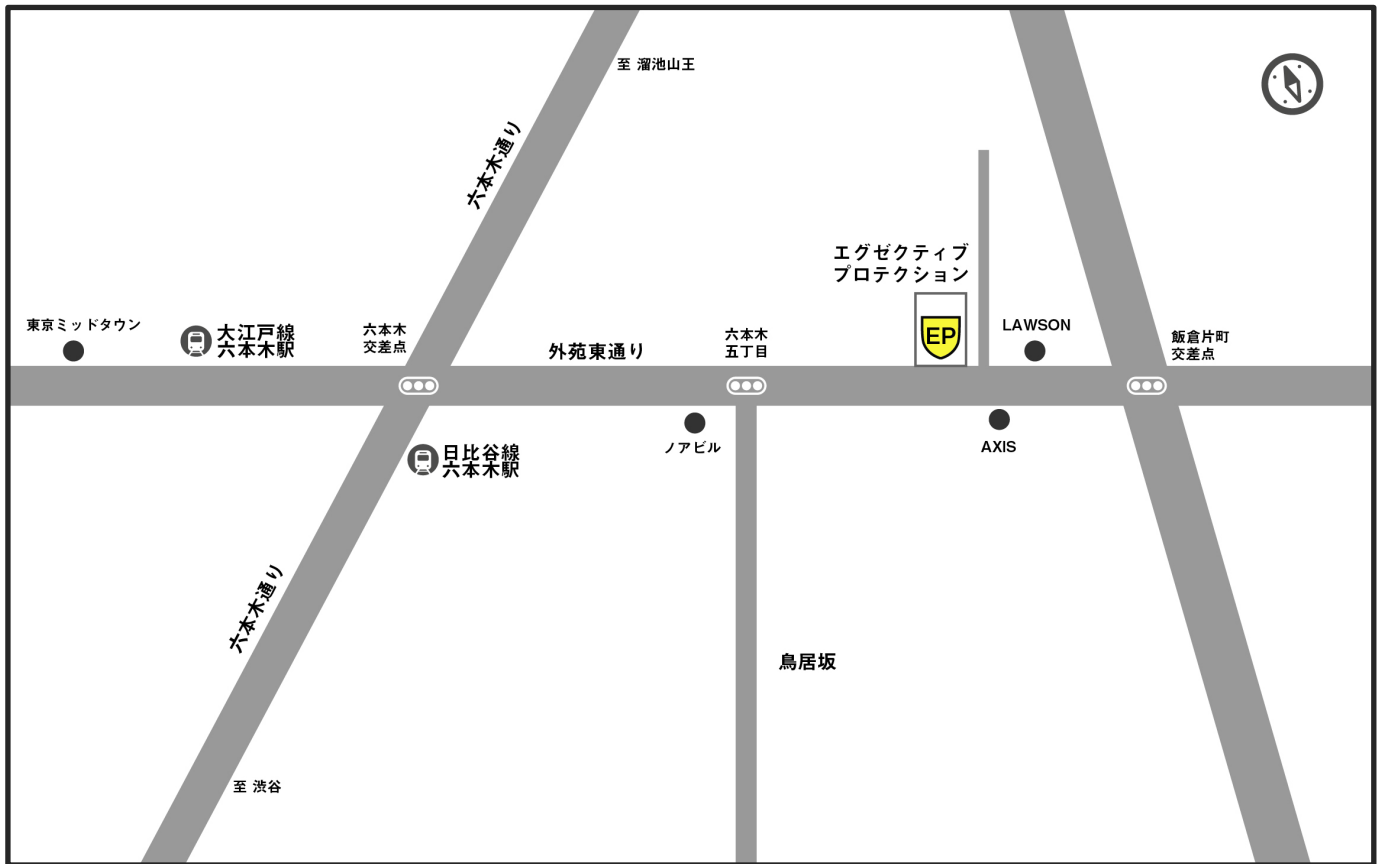 至 溜池山王
六本木通り
エグゼクティブ
プロテクション
東京ミッドタウン
大江戸線
六本木駅
六本木
交差点
外苑東通り
六本木
五丁目
EP
LAWSON
飯倉片町
交差点
日比谷線
六本木駅
ノアビル
AXIS
六本木通り
鳥居坂
至 渋谷